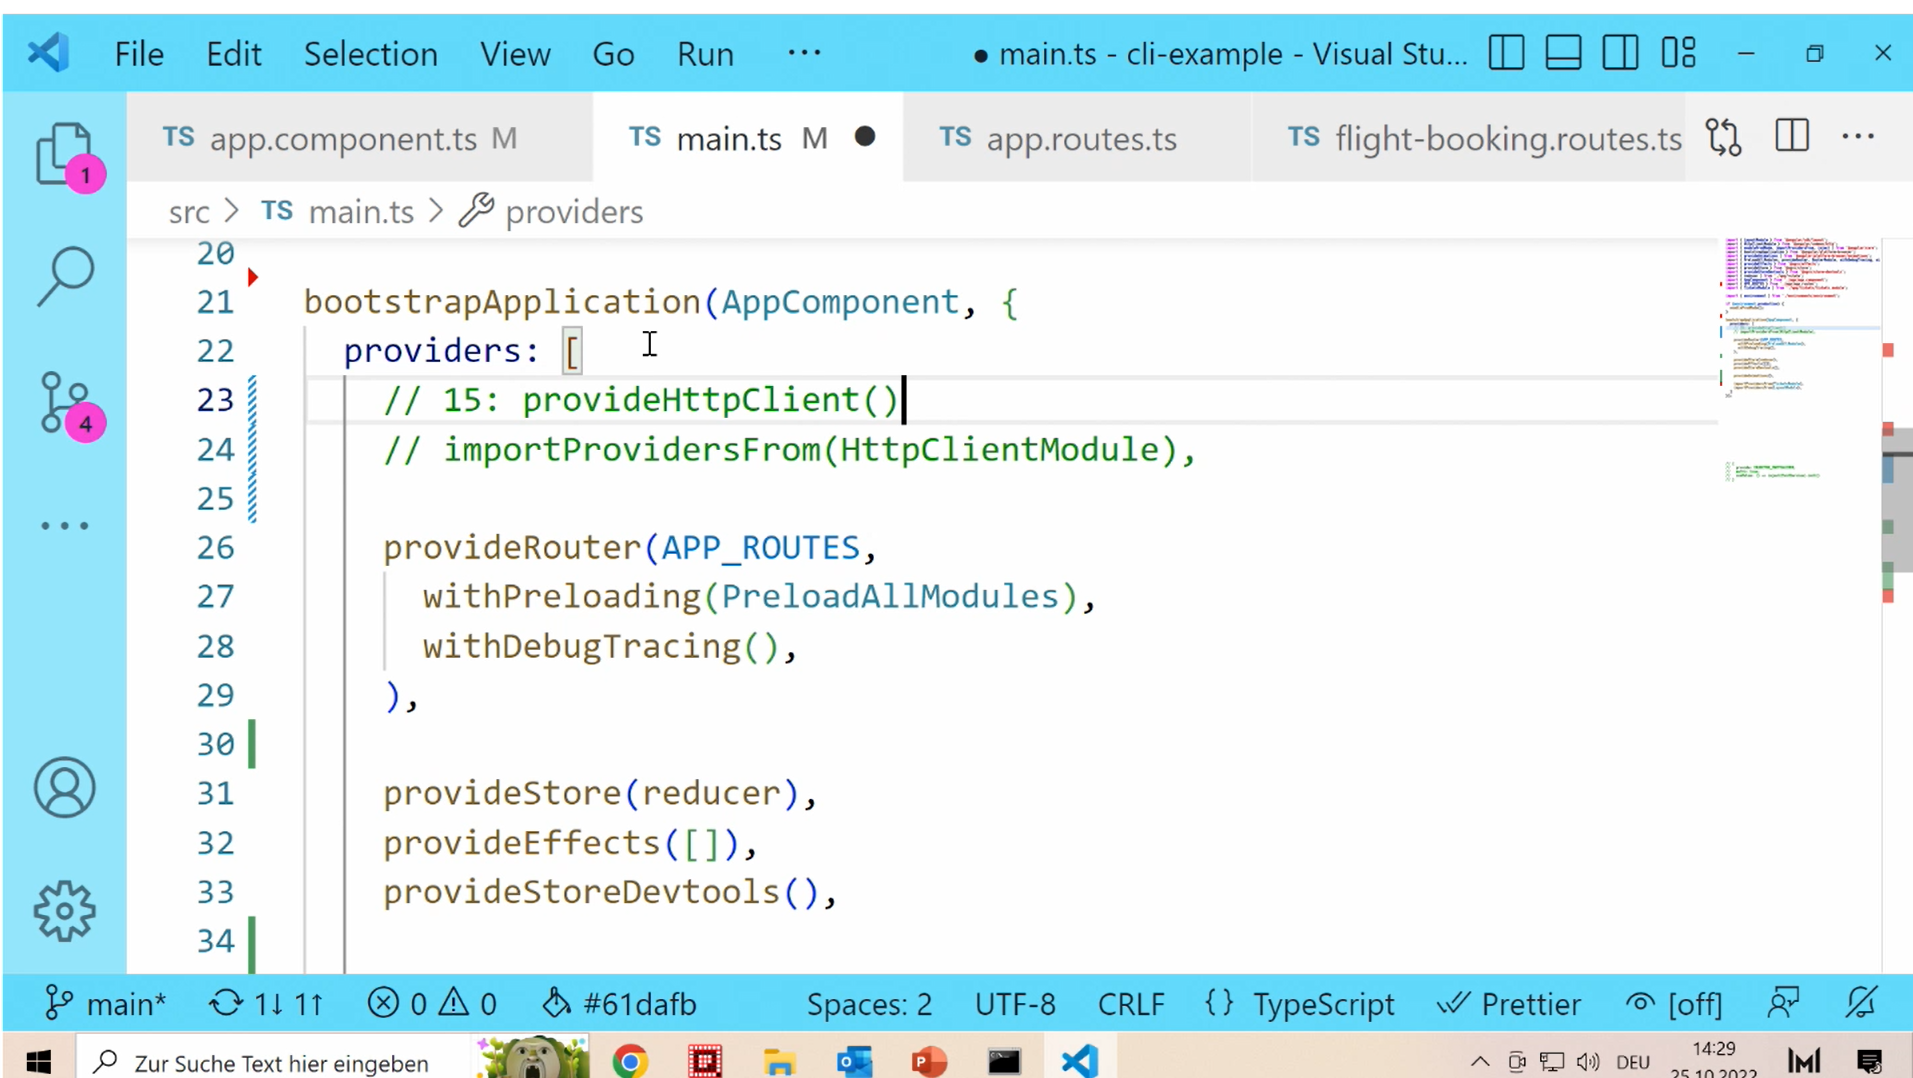 File Edit Selection View Go Run ··· ● main.ts - cli-example - Visual Stu...
TS app.component.ts M TS main.ts M ● TS app.routes.ts TS flight-booking.routes.ts ···
src > TS main.ts > providers
1
4
20
21 bootstrapApplication(AppComponent, {
22 providers: [
23 // 15: provideHttpClient()
24 // importProvidersFrom(HttpClientModule),
25
26 provideRouter(APP_ROUTES,
27 withPreloading(PreloadAllModules),
28 withDebugTracing(),
29 ),
30
31 provideStore(reducer),
32 provideEffects([]),
33 provideStoreDevtools(),
34
main* 1↓ 1↑ 0 0 #61dafb Spaces: 2 UTF-8 CRLF {} TypeScript Prettier [off]
Zur Suche Text hier eingeben DEU 14:29
25.10.2022